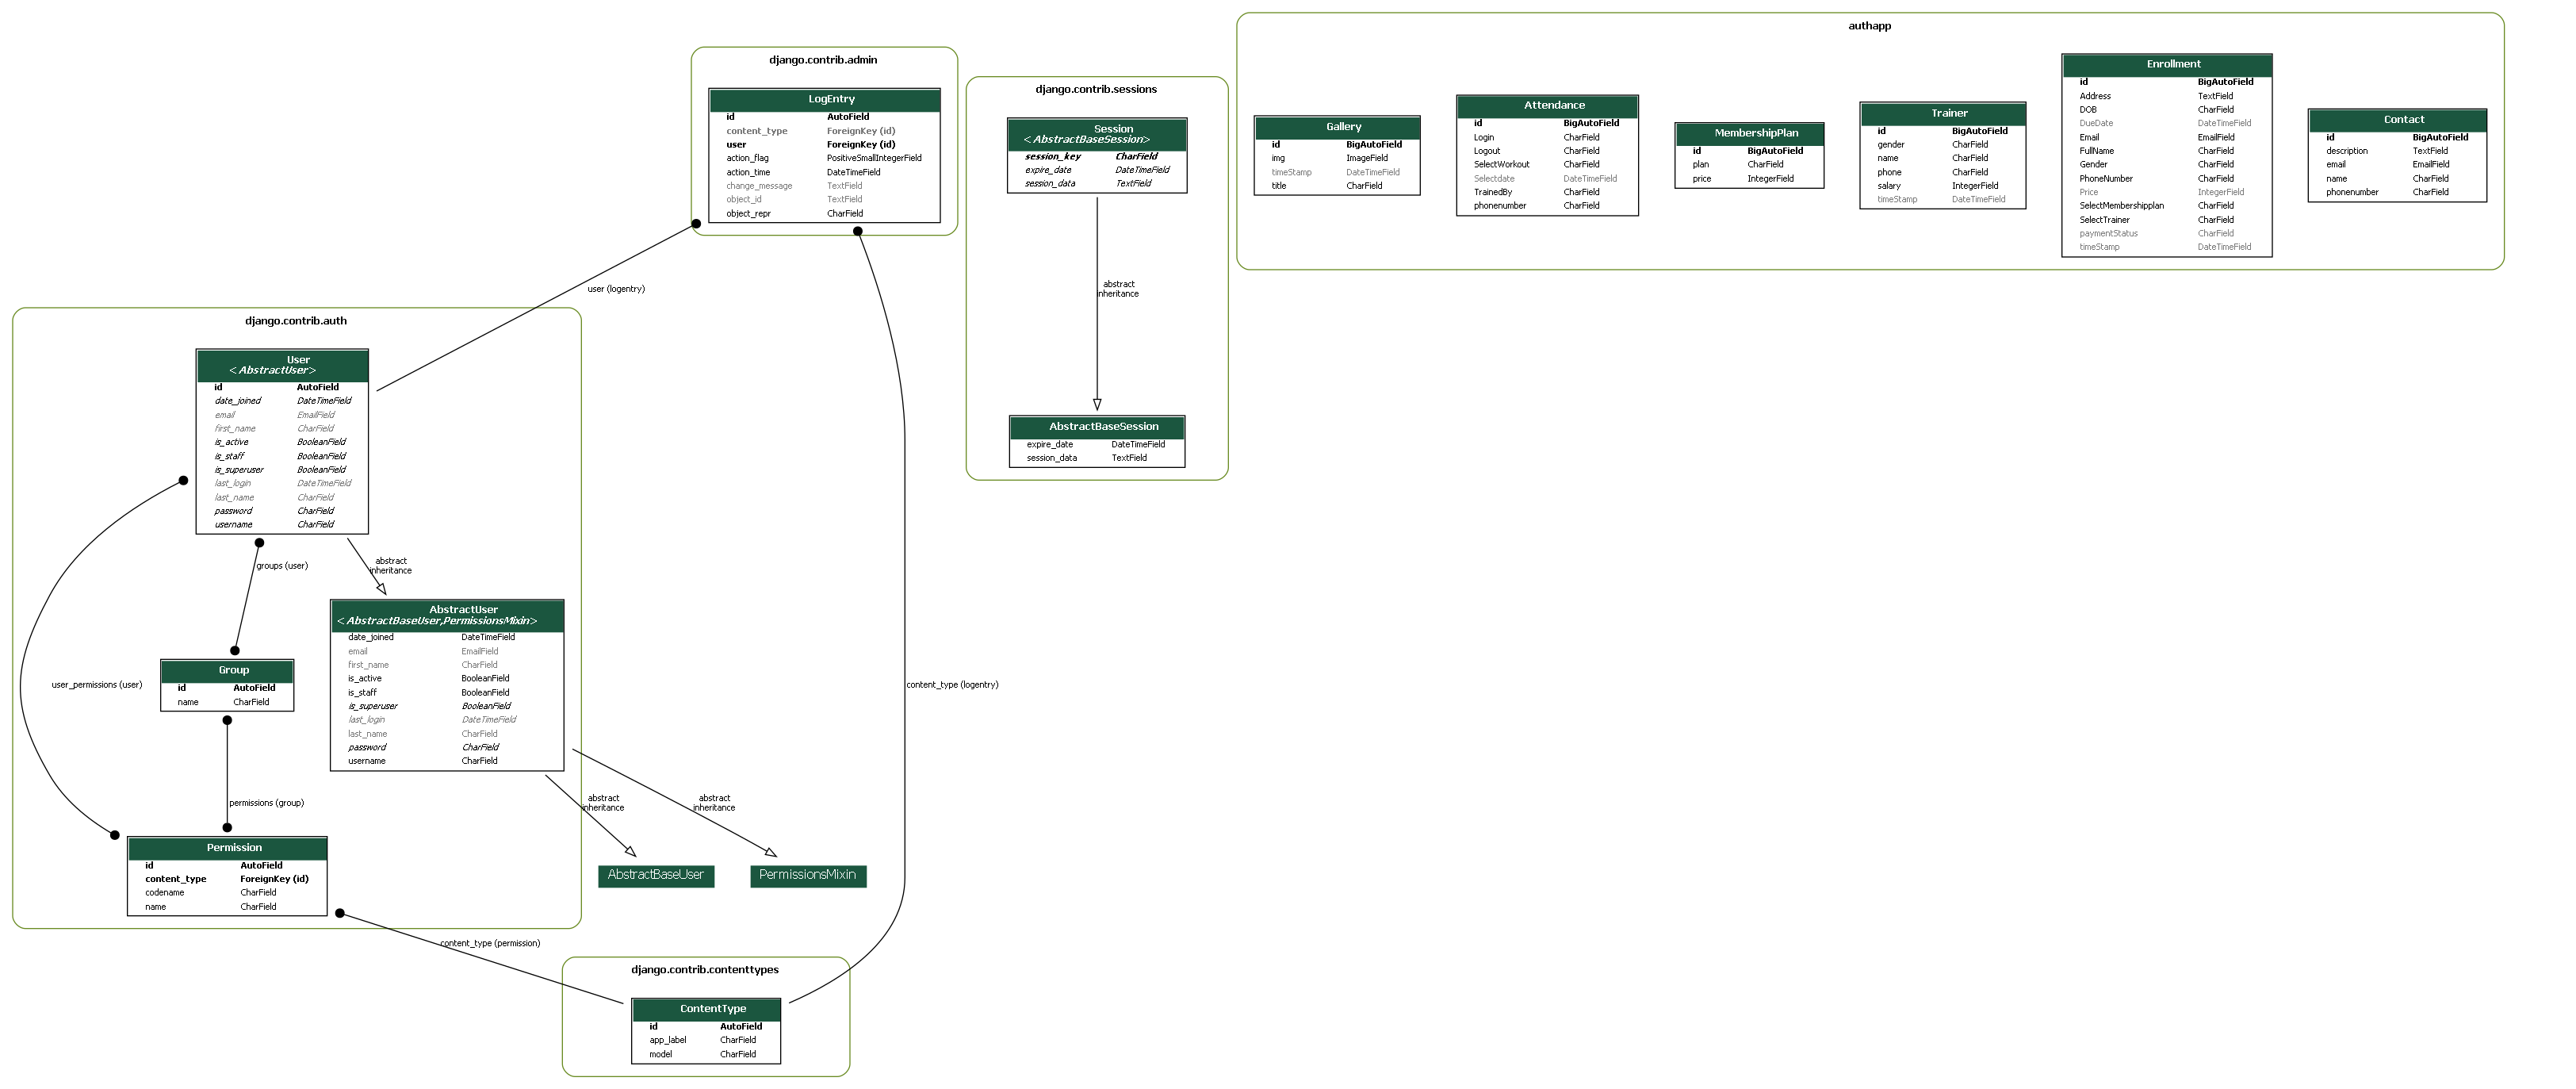 authapp
django.contrib.admin
django.contrib.sessions
LogEntry
id AutoField
content_type ForeignKey (id)
user ForeignKey (id)
action_flag PositiveSmallIntegerField
action_time DateTimeField
change_message TextField
object_id TextField
object_repr CharField
Session
<AbstractBaseSession>
session_key CharField
expire_date DateTimeField
session_data TextField
abstract
inheritance
AbstractBaseSession
expire_date DateTimeField
session_data TextField
Gallery
id BigAutoField
img ImageField
timeStamp DateTimeField
title CharField
Attendance
id BigAutoField
Login CharField
Logout CharField
SelectWorkout CharField
Selectdate DateTimeField
TrainedBy CharField
phonenumber CharField
MembershipPlan
id BigAutoField
plan CharField
price IntegerField
Trainer
id BigAutoField
gender CharField
name CharField
phone CharField
salary IntegerField
timeStamp DateTimeField
Enrollment
id BigAutoField
Address TextField
DOB CharField
DueDate DateTimeField
Email EmailField
FullName CharField
Gender CharField
PhoneNumber CharField
Price IntegerField
SelectMembershipplan CharField
SelectTrainer CharField
paymentStatus CharField
timeStamp DateTimeField
Contact
id BigAutoField
description TextField
email EmailField
name CharField
phonenumber CharField
user (logentry)
django.contrib.auth
User
<AbstractUser>
id AutoField
date_joined DateTimeField
email EmailField
first_name CharField
is_active BooleanField
is_staff BooleanField
is_superuser BooleanField
last_login DateTimeField
last_name CharField
password CharField
username CharField
groups (user)
abstract
inheritance
AbstractUser
<AbstractBaseUser,PermissionsMixin>
date_joined DateTimeField
email EmailField
first_name CharField
is_active BooleanField
is_staff BooleanField
is_superuser BooleanField
last_login DateTimeField
last_name CharField
password CharField
username CharField
Group
id AutoField
name CharField
user_permissions (user)
content_type (logentry)
permissions (group)
abstract
inheritance
abstract
inheritance
Permission
id AutoField
content_type ForeignKey (id)
codename CharField
name CharField
AbstractBaseUser
PermissionsMixin
content_type (permission)
django.contrib.contenttypes
ContentType
id AutoField
app_label CharField
model CharField